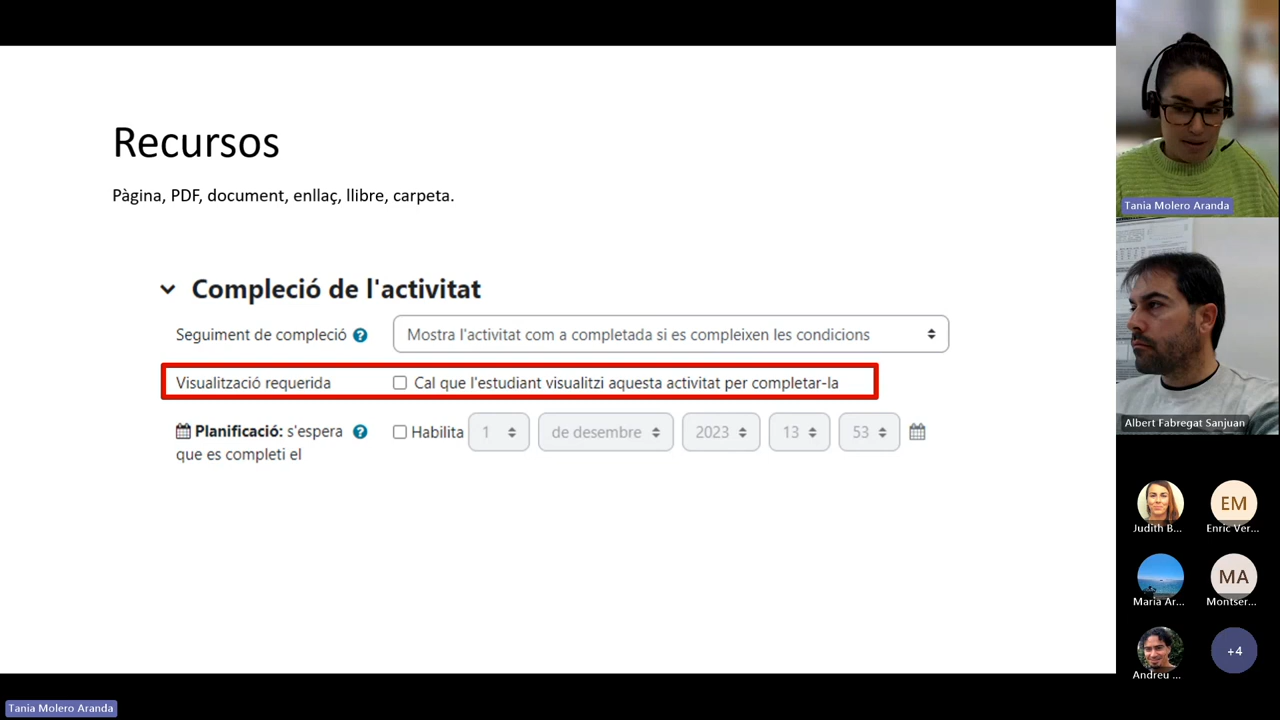 Recursos
Pàgina, PDF, document, enllaç, llibre, carpeta.
Compleció de l'activitat
Seguiment de compleció ? Mostra l'activitat com a completada si es compleixen les condicions
Visualització requerida Cal que l'estudiant visualitzi aquesta activitat per completar-la
Planificació: s'espera ? Habilita 1 de desembre 2023 13 53
que es completi el
Tania Molero Aranda
Albert Fabregat Sanjuan
EM
Judith B... Enric Ver...
MA
Maria Ar... Montser...
+4
Andreu ...
Tania Molero Aranda